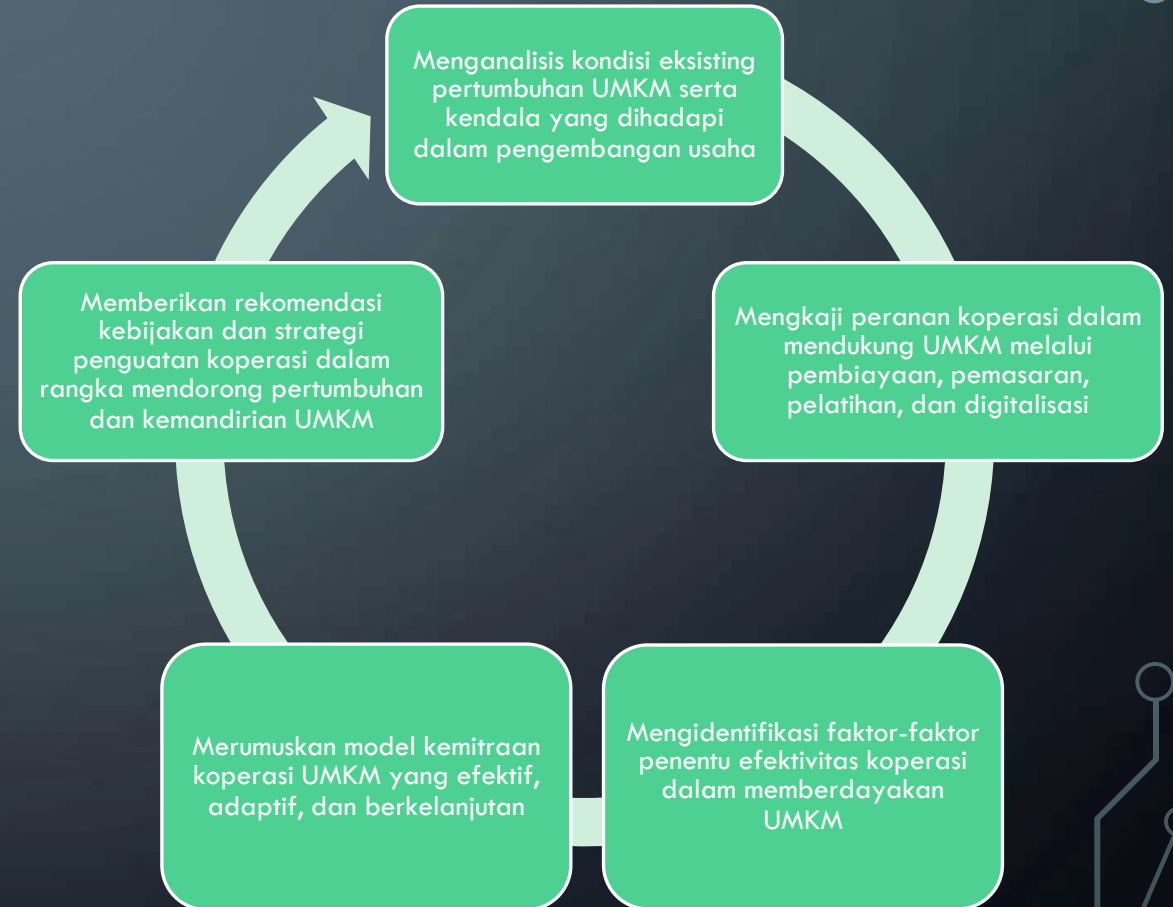 Menganalisis kondisi eksisting
pertumbuhan UMKM serta
kendala yang dihadapi
dalam pengembangan usaha
Mengkaji peranan koperasi dalam
mendukung UMKM melalui
pembiayaan, pemasaran,
pelatihan, dan digitalisasi
Mengidentifikasi faktor-faktor
penentu efektivitas koperasi
dalam memberdayakan
UMKM
Merumuskan model kemitraan
koperasi UMKM yang efektif,
adaptif, dan berkelanjutan
Memberikan rekomendasi
kebijakan dan strategi
penguatan koperasi dalam
rangka mendorong pertumbuhan
dan kemandirian UMKM